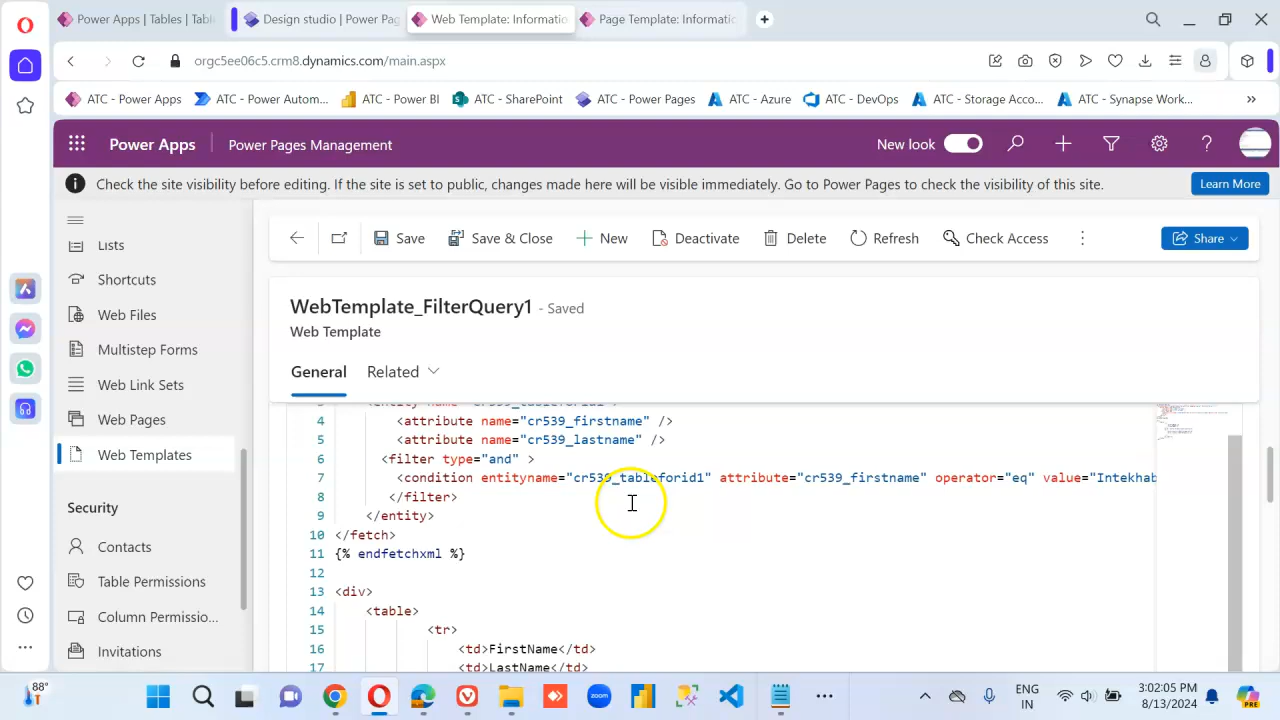 Power Apps | Tables | Tabl
Design studio | Power Pag
Web Template: Informatio
Page Template: Informatic
orgc5ee06c5.crm8.dynamics.com/main.aspx
ATC - Power Apps
ATC - Power Autom...
ATC - Power BI
ATC - SharePoint
ATC - Power Pages
ATC - Azure
ATC - DevOps
ATC - Storage Acco...
ATC - Synapse Work...
Power Apps
Power Pages Management
New look
Check the site visibility before editing. If the site is set to public, changes made here will be visible immediately. Go to Power Pages to check the visibility of this site.
Learn More
Save
Save & Close
New
Deactivate
Delete
Refresh
Check Access
Share
Lists
Shortcuts
Web Files
Multistep Forms
Web Link Sets
Web Pages
Web Templates
Security
Contacts
Table Permissions
Column Permissio...
Invitations
WebTemplate_FilterQuery1 - Saved
Web Template
General
Related
4 <attribute name="cr539_firstname" />
5 <attribute name="cr539_lastname" />
6 <filter type="and" >
7 <condition entityname="cr539_tableforid1" attribute="cr539_firstname" operator="eq" value="Intekhab
8 </filter>
9 </entity>
10 </fetch>
11 {% endfetchxml %}
12
13 <div>
14 <table>
15 <tr>
16 <td>FirstName</td>
17 <td>LastName</td>
88°
ENG
IN
3:02:05 PM
8/13/2024
PRE
zoom